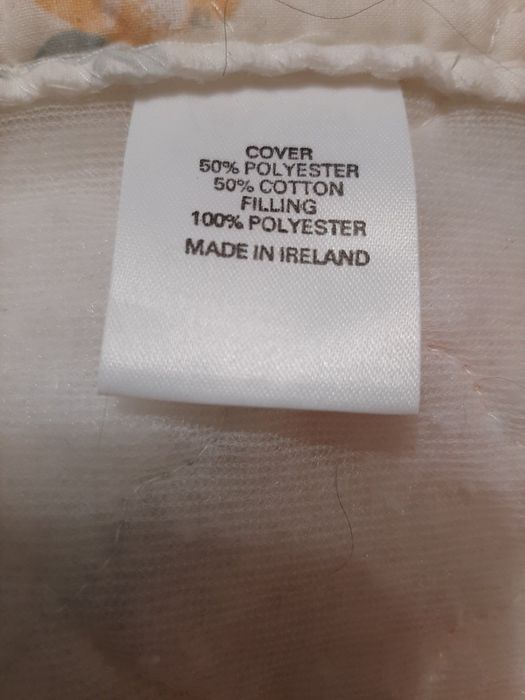 COVER
50% POLYESTER
50% COTTON
FILLING
100% POLYESTER
MADE IN IRELAND